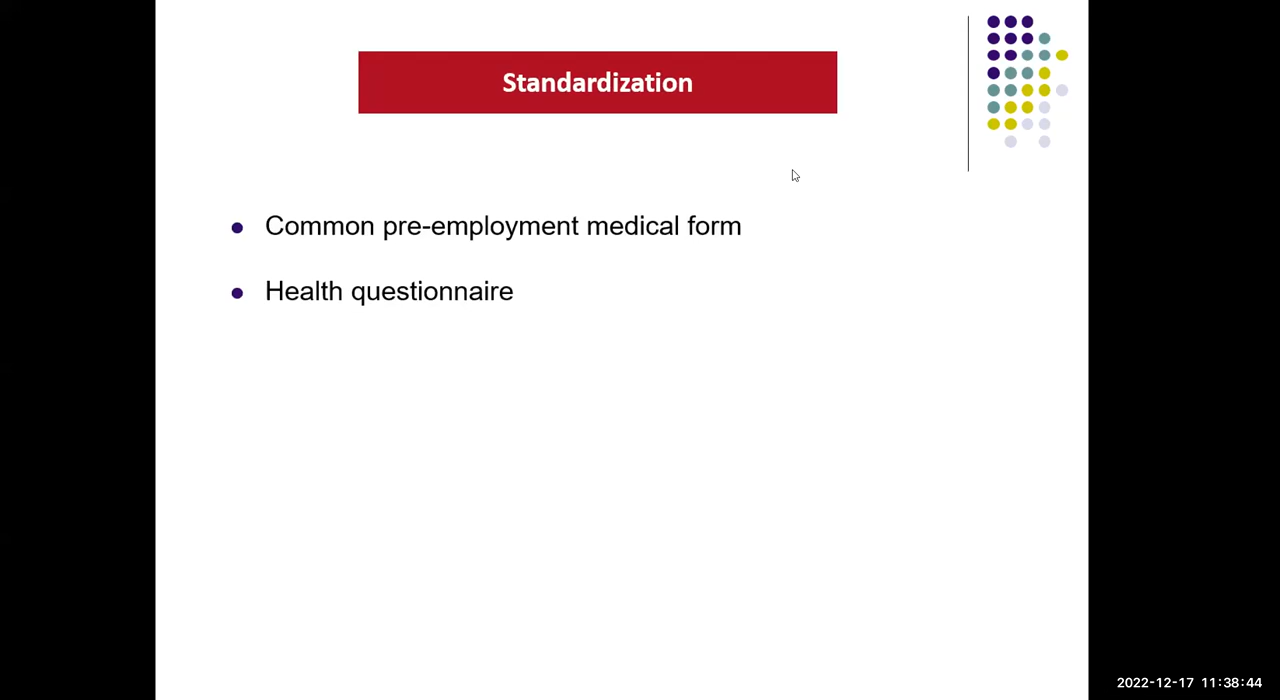 Standardization
Common pre-employment medical form
Health questionnaire
2022-12-17 11:38:44